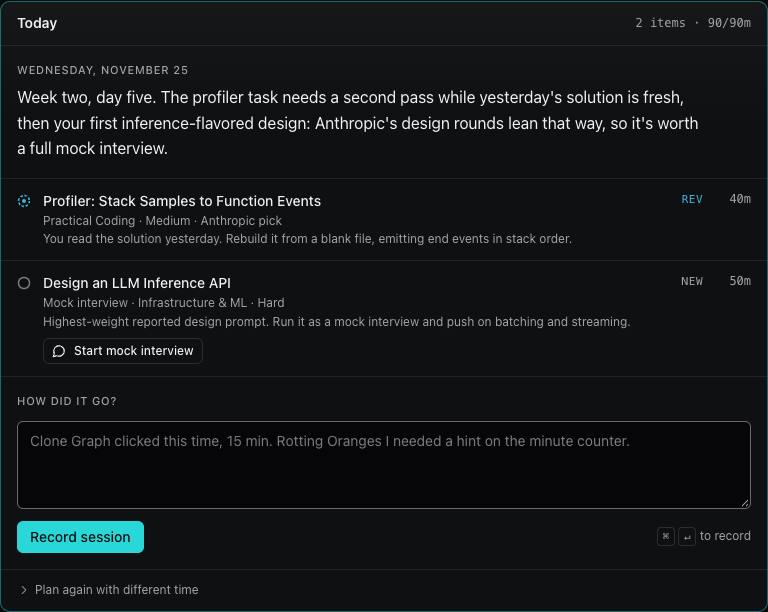 Today
2 items · 90/90m
WEDNESDAY, NOVEMBER 25
Week two, day five. The profiler task needs a second pass while yesterday's solution is fresh,
then your first inference-flavored design: Anthropic's design rounds lean that way, so it's worth
a full mock interview.
Profiler: Stack Samples to Function Events
REV 40m
Practical Coding · Medium · Anthropic pick
You read the solution yesterday. Rebuild it from a blank file, emitting end events in stack order.
Design an LLM Inference API
NEW 50m
Mock interview · Infrastructure & ML · Hard
Highest-weight reported design prompt. Run it as a mock interview and push on batching and streaming.
Start mock interview
HOW DID IT GO?
Clone Graph clicked this time, 15 min. Rotting Oranges I needed a hint on the minute counter.
Record session
⌘ ↵ to record
Plan again with different time